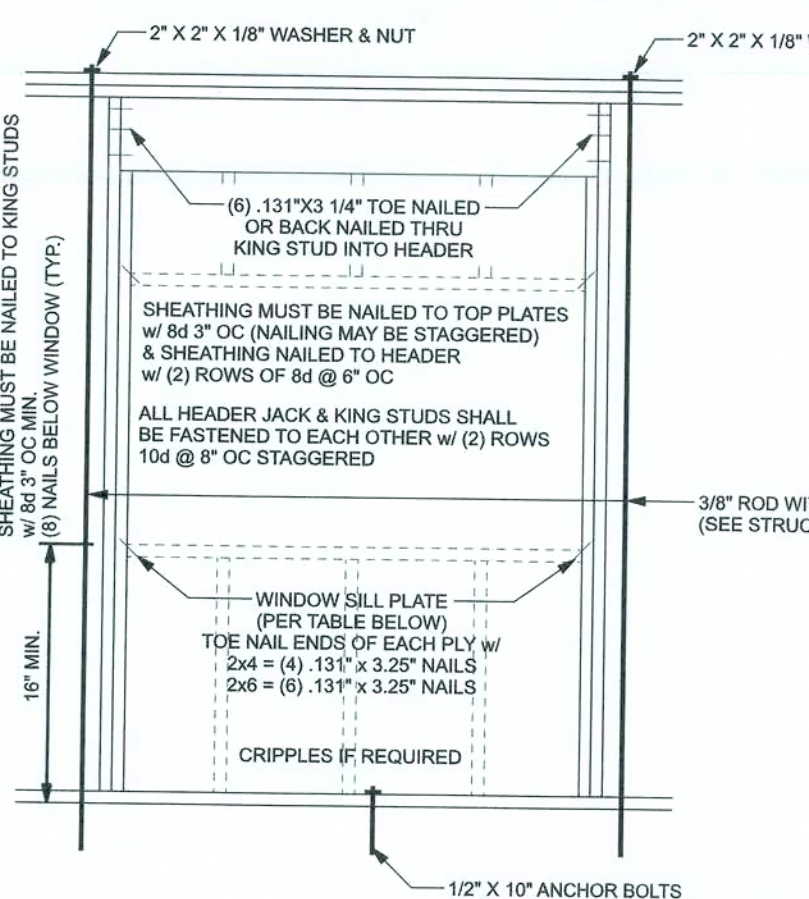 2" X 2" X 1/8" WASHER & NUT
2" X 2" X 1/8"
SHEATHING MUST BE NAILED TO KING STUDS
w/ 8d 3" OC MIN.
(8) NAILS BELOW WINDOW (TYP.)
(6) .131"X3 1/4" TOE NAILED
OR BACK NAILED THRU
KING STUD INTO HEADER
SHEATHING MUST BE NAILED TO TOP PLATES
w/ 8d 3" OC (NAILING MAY BE STAGGERED)
& SHEATHING NAILED TO HEADER
w/ (2) ROWS OF 8d @ 6" OC
ALL HEADER JACK & KING STUDS SHALL
BE FASTENED TO EACH OTHER w/ (2) ROWS
10d @ 8" OC STAGGERED
3/8" ROD
(SEE
16" MIN.
WINDOW SILL PLATE
(PER TABLE BELOW)
TOE NAIL ENDS OF EACH PLY w/
2x4 = (4) .131" x 3.25" NAILS
2x6 = (6) .131" x 3.25" NAILS
CRIPPLES IF REQUIRED
1/2" X 10" ANCHOR BOLTS